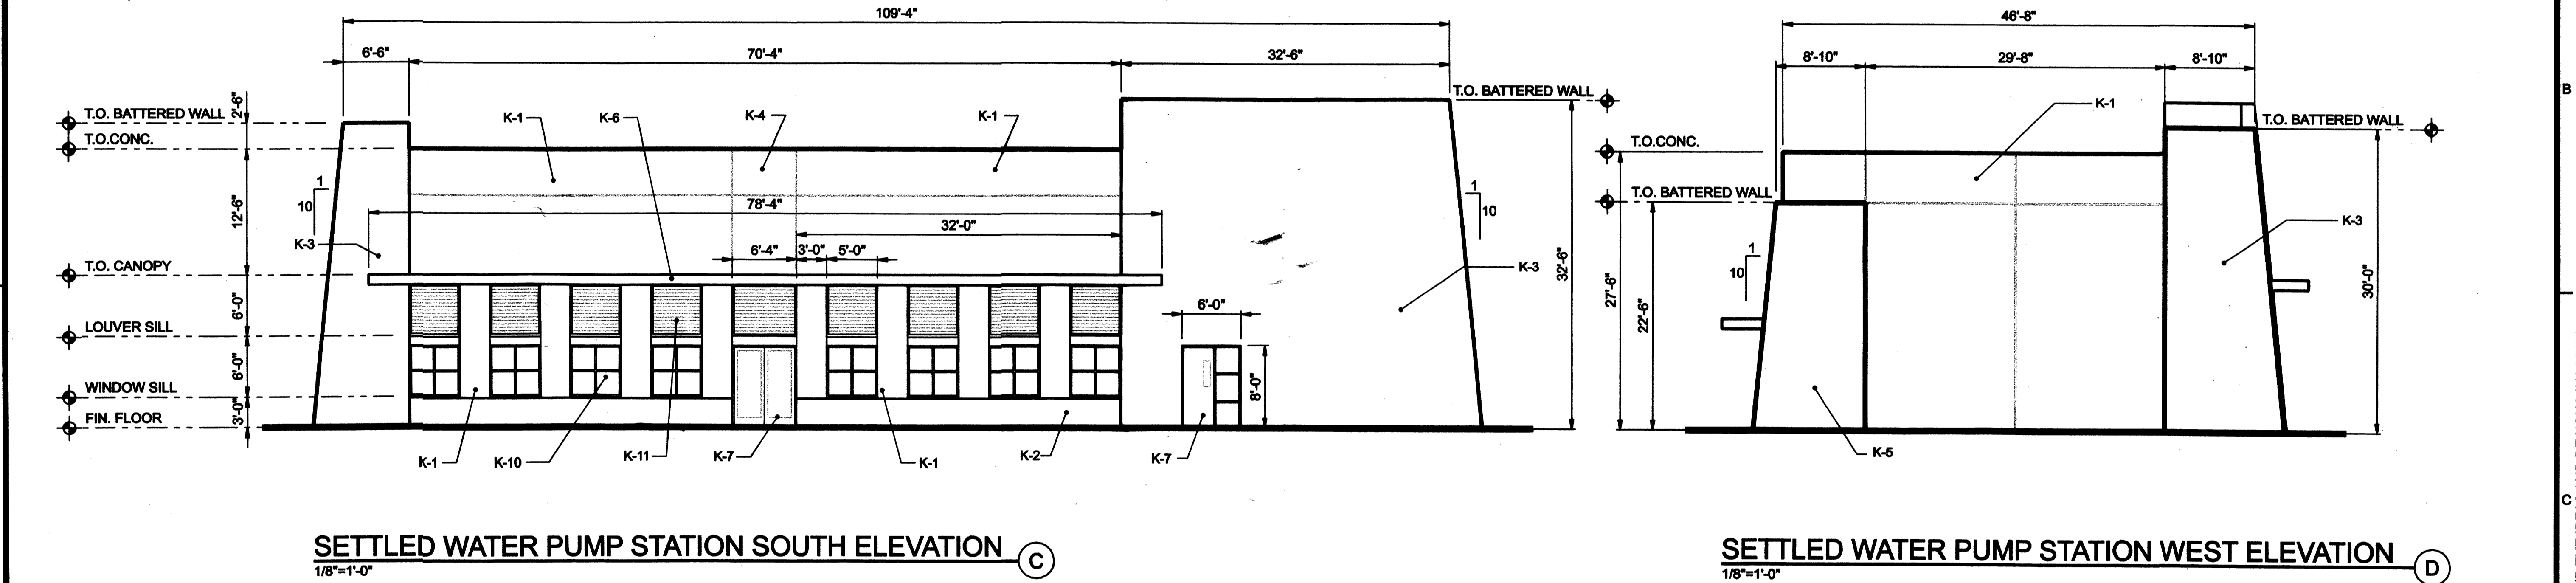 109'-4"
6'-6" 70'-4" 32'-6"
T.O. BATTERED WALL
T.O.CONC.
T.O. CANOPY
LOUVER SILL
WINDOW SILL
FIN. FLOOR
2'-6"
12'-6"
6'-0"
6'-0"
3'-0"
1
10
K-3
K-1
K-6
K-4
K-1
78'-4"
32'-0"
6'-4" 3'-0" 5'-0"
6'-0"
8'-0"
T.O. BATTERED WALL
1
10
K-3
32'-6"
K-1
K-10
K-11
K-7
K-1
K-2
K-7
SETTLED WATER PUMP STATION SOUTH ELEVATION C
1/8"=1'-0"
46'-8"
8'-10" 29'-8" 8'-10"
K-1
T.O.CONC.
T.O. BATTERED WALL
T.O. BATTERED WALL
27'-6"
22'-6"
1
10
K-3
30'-0"
K-5
SETTLED WATER PUMP STATION WEST ELEVATION D
1/8"=1'-0"
B
C